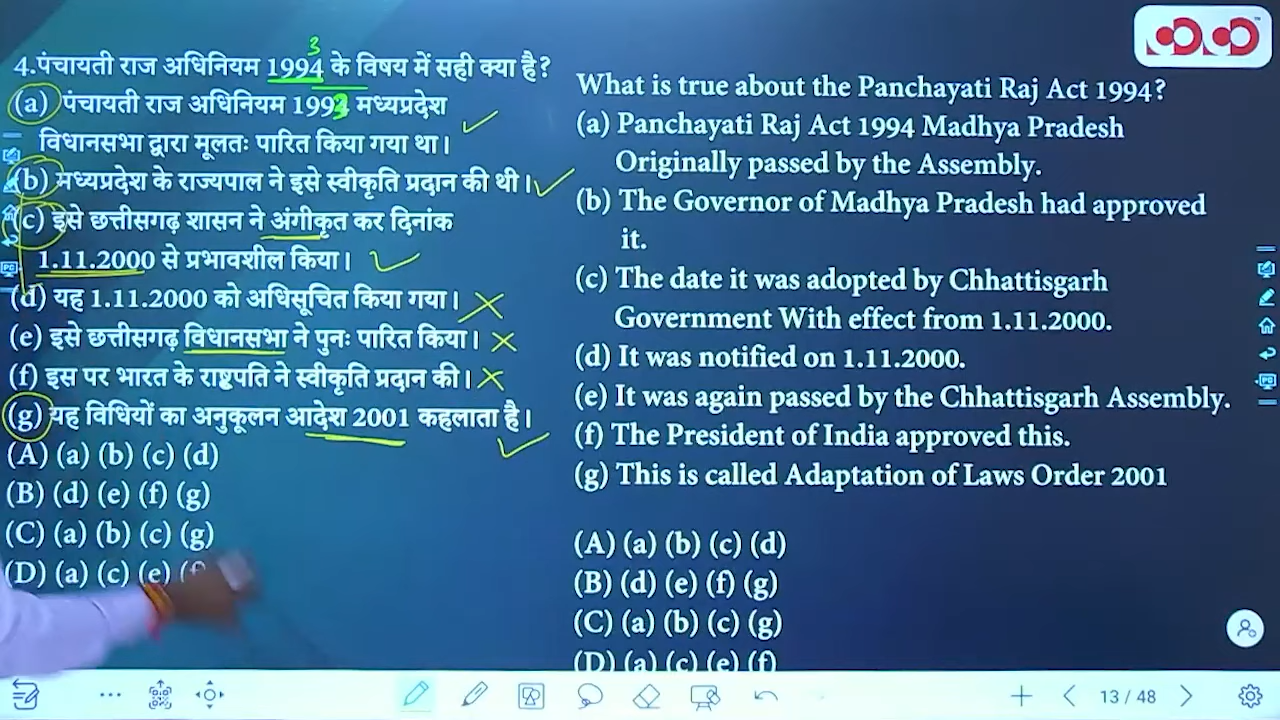 3
4.पंचायती राज अधिनियम 1994 के विषय में सही क्या है?
(a) पंचायती राज अधिनियम 1993 मध्यप्रदेश
विधानसभा द्वारा मूलतः पारित किया गया था।
(b) मध्यप्रदेश के राज्यपाल ने इसे स्वीकृति प्रदान की थी।
(c) इसे छत्तीसगढ़ शासन ने अंगीकृत कर दिनांक
1.11.2000 से प्रभावशील किया।
(d) यह 1.11.2000 को अधिसूचित किया गया।
(e) इसे छत्तीसगढ़ विधानसभा ने पुनः पारित किया।
(f) इस पर भारत के राष्ट्रपति ने स्वीकृति प्रदान की।
(g) यह विधियों का अनुकूलन आदेश 2001 कहलाता है।
(A) (a) (b) (c) (d)
(B) (d) (e) (f) (g)
(C) (a) (b) (c) (g)
(D) (a) (c) (e) (f
What is true about the Panchayati Raj Act 1994?
(a) Panchayati Raj Act 1994 Madhya Pradesh
Originally passed by the Assembly.
(b) The Governor of Madhya Pradesh had approved
it.
(c) The date it was adopted by Chhattisgarh
Government With effect from 1.11.2000.
(d) It was notified on 1.11.2000.
(e) It was again passed by the Chhattisgarh Assembly.
(f) The President of India approved this.
(g) This is called Adaptation of Laws Order 2001
(A) (a) (b) (c) (d)
(B) (d) (e) (f) (g)
(C) (a) (b) (c) (g)
(D) (a) (c) (e) (f)
13 / 48